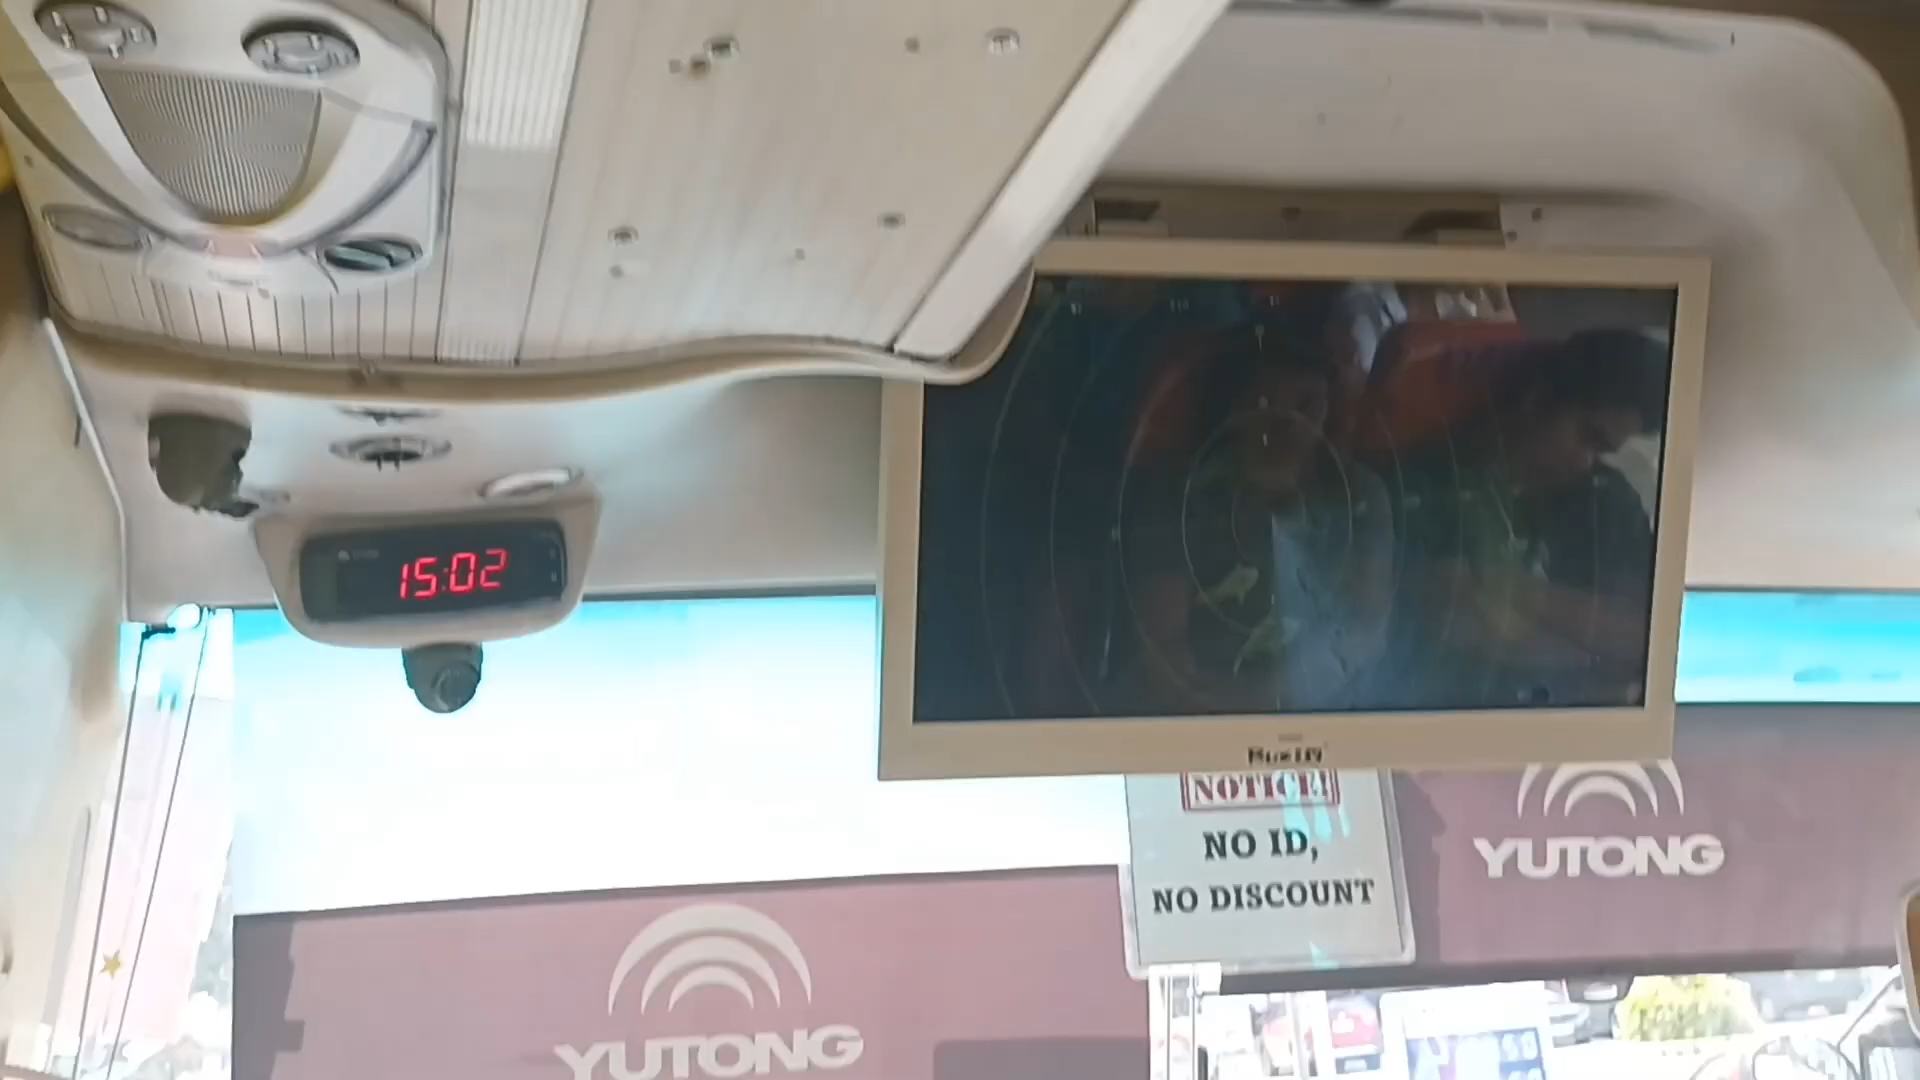 15:02
NOTICE!
NO ID,
NO DISCOUNT
YUTONG
YUTONG